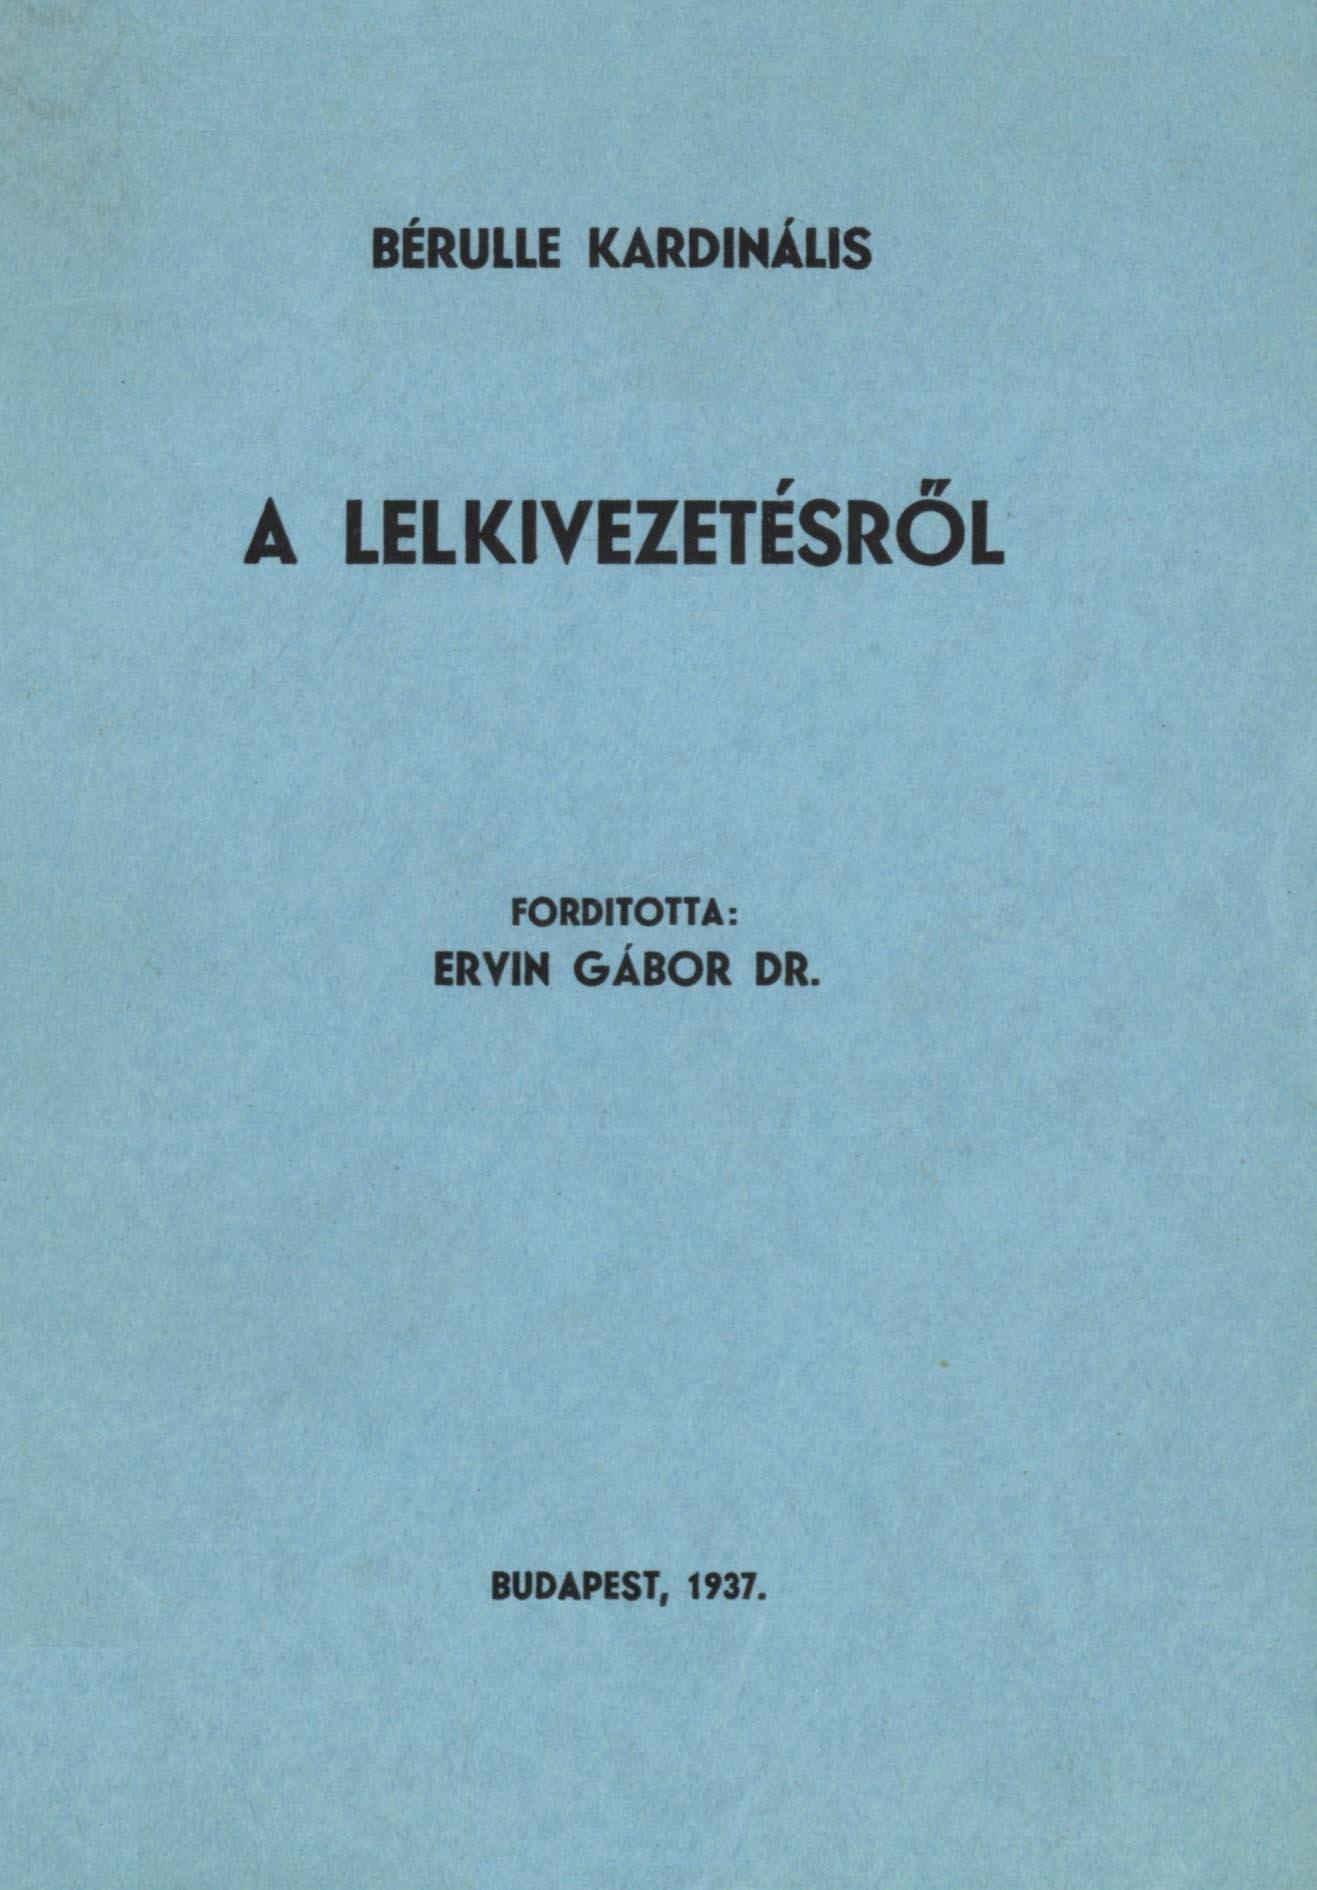 BÉRULLE KARDINÁLIS
A LELKIVEZETÉSRŐL
FORDITOTTA:
ERVIN GÁBOR DR.
BUDAPEST, 1937.